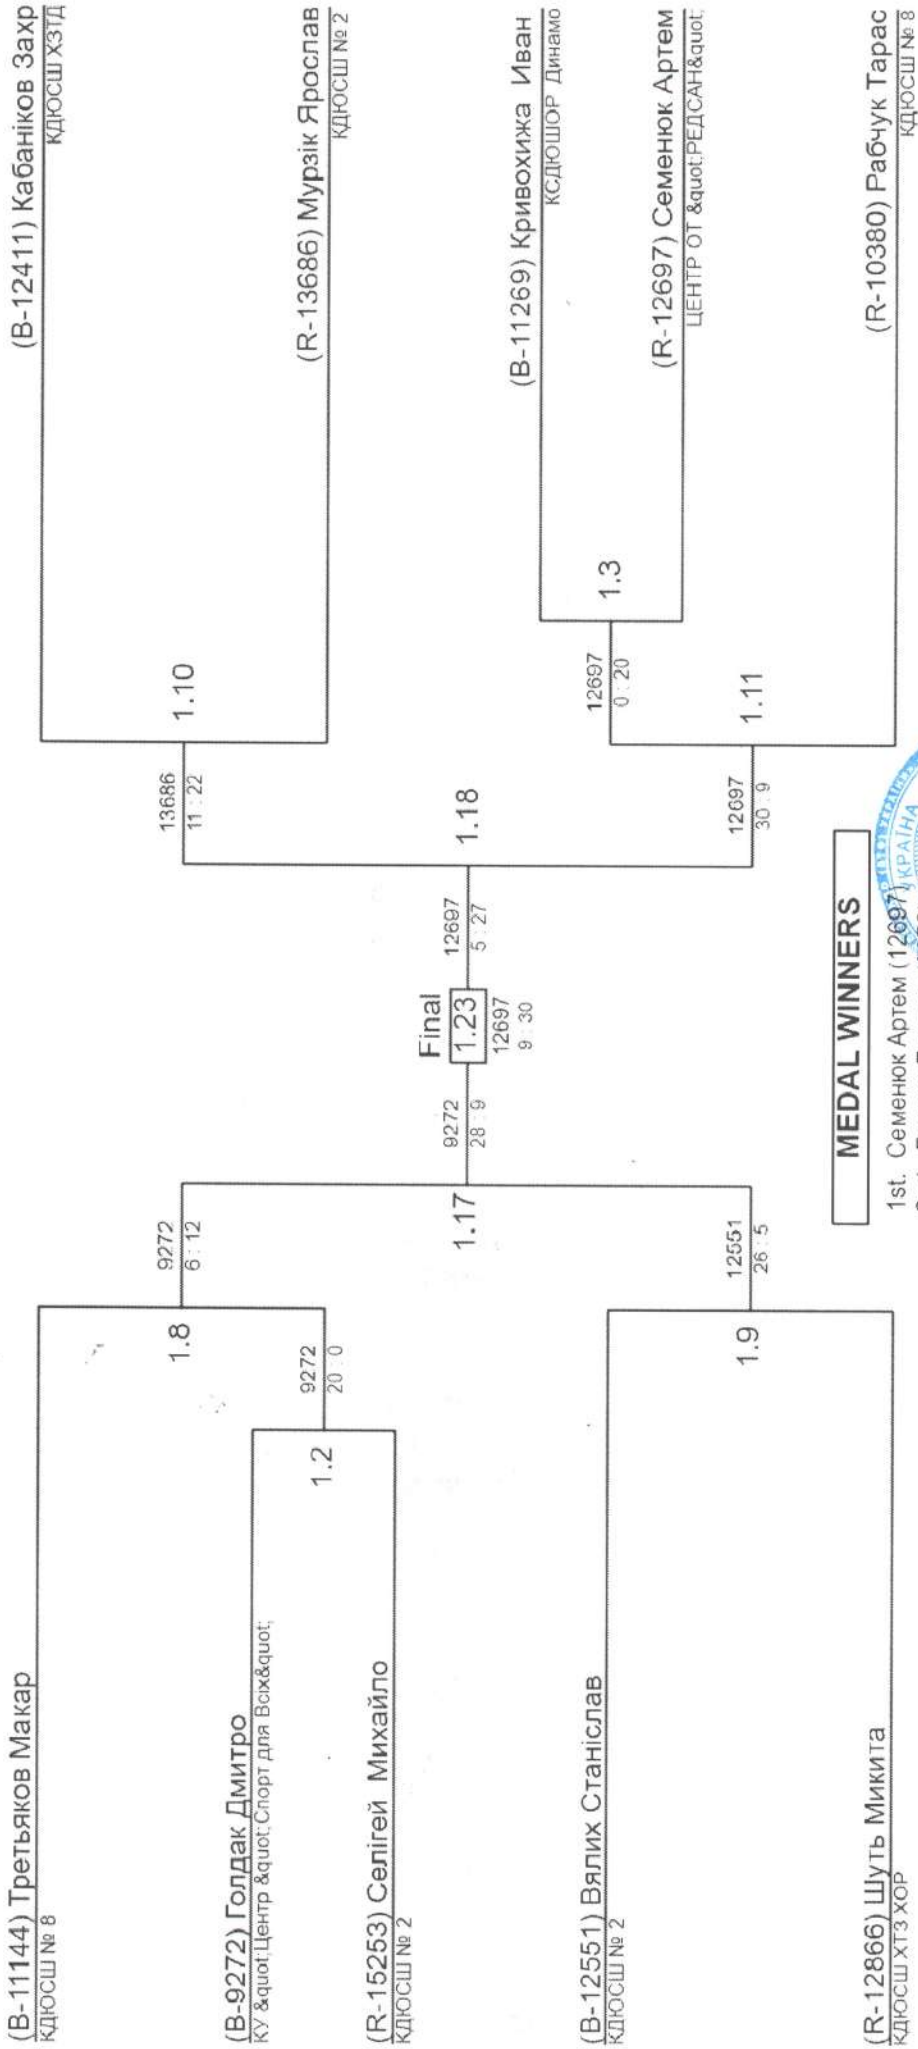 (B-11144) Третьяков Макар
КДЮСШ № 8
(B-9272) Голдак Дмитро
КУ &quot;Центр &quot;Спорт для Всіх&quot;
(R-15253) Селігей Михайло
КДЮСШ № 2
(B-12551) Вялих Станіслав
КДЮСШ № 2
(R-12866) Шуть Микита
КДЮСШ ХТЗ ХОР
1.2
9272
20 : 0
1.8
9272
6 : 12
1.9
12551
26 : 5
1.17
9272
28 : 9
Final
1.23
12697
9 : 30
12697
5 : 27
1.18
13686
11 : 22
1.10
12697
30 : 9
1.11
12697
0 : 20
1.3
(B-12411) Кабаніков Захр
КДЮСШ ХЗТД
(R-13686) Мурзік Ярослав
КДЮСШ № 2
(B-11269) Кривохижа Иван
КСДЮШОР Динамо
(R-12697) Семенюк Артем
ЦЕНТР ОТ &quot;РЕДСАН&quot;
(R-10380) Рабчук Тарас
КДЮСШ № 8
MEDAL WINNERS
1st. Семенюк Артем (12697)
УКРАЇНА